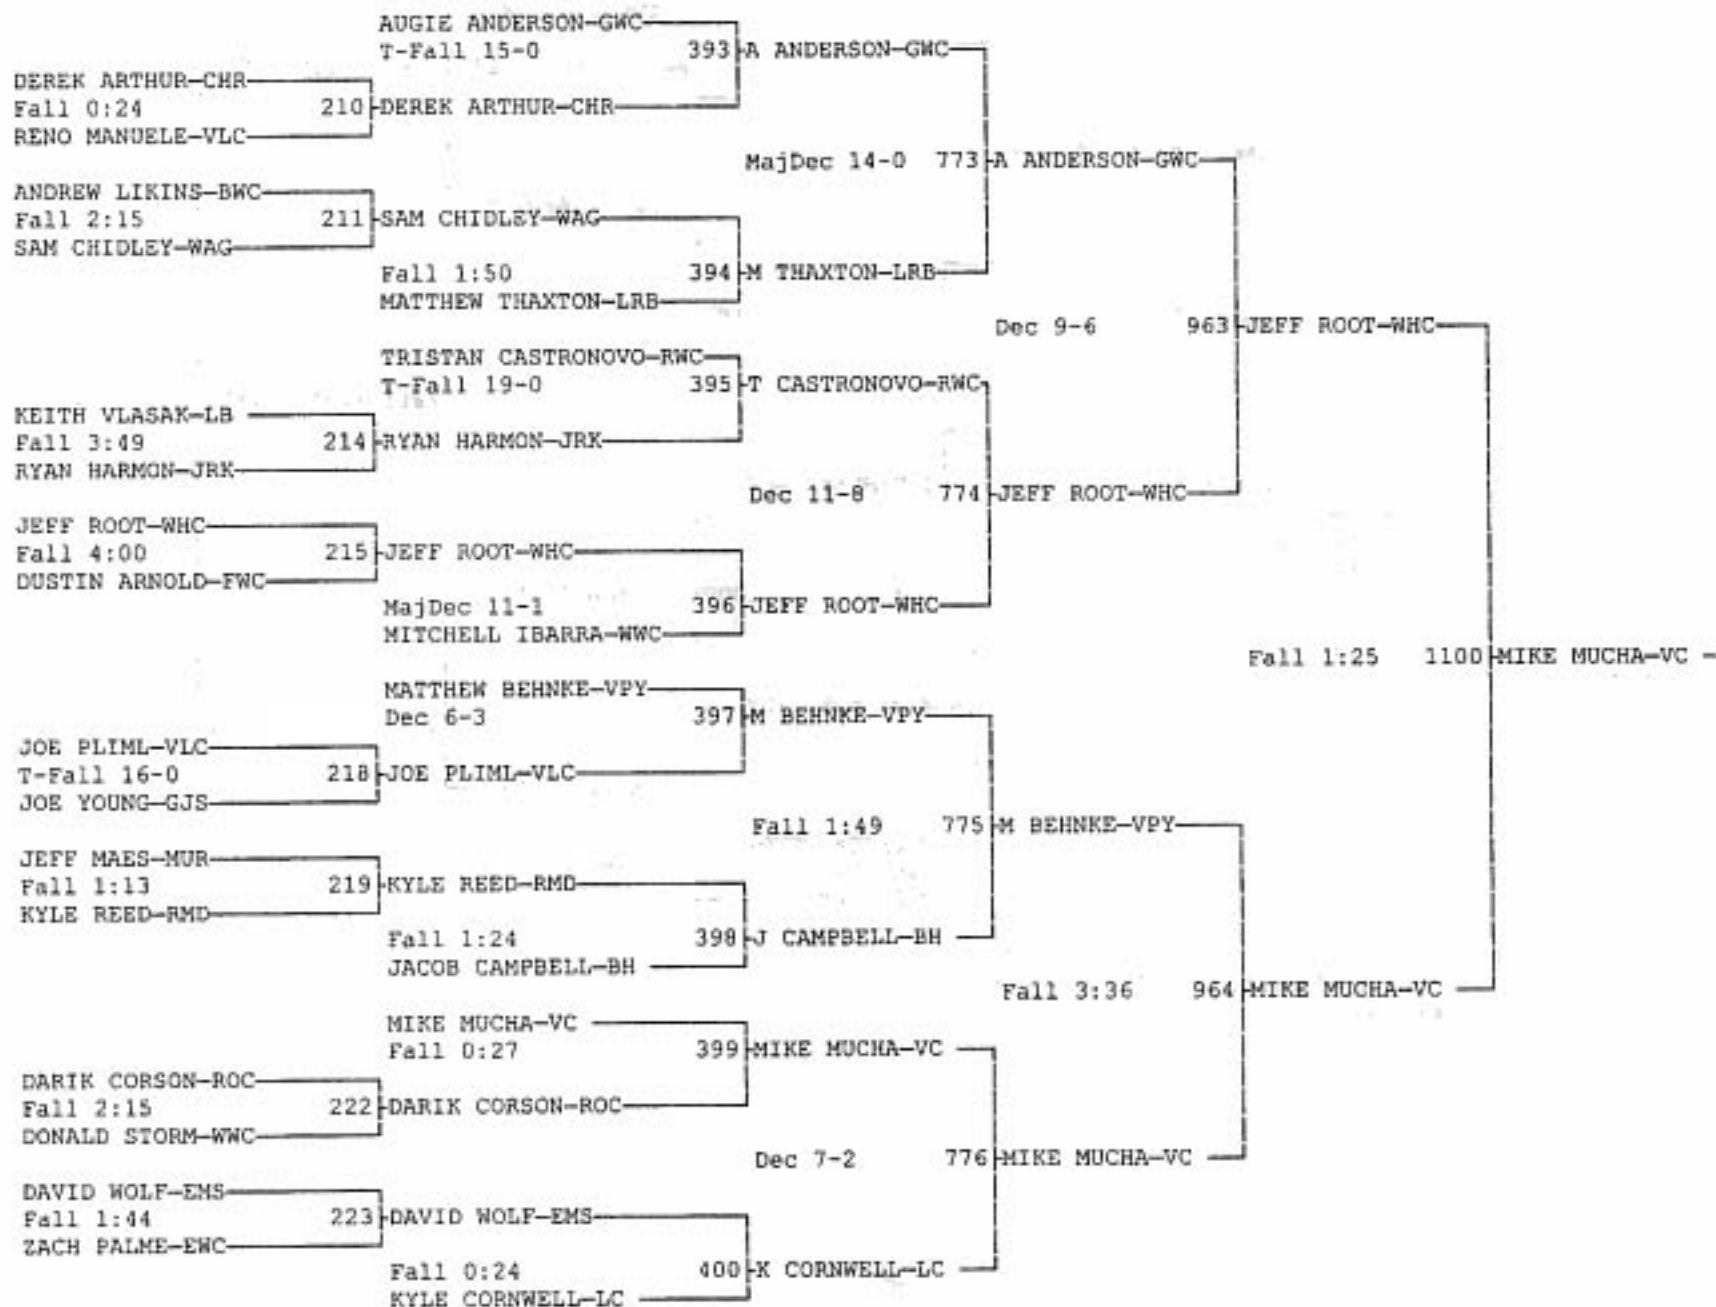 AUGIE ANDERSON-GWC
T-Fall 15-0 393 A ANDERSON-GWC
DEREK ARTHUR-CHR
Fall 0:24 210 DEREK ARTHUR-CHR
RENO MANUELE-VLC
MajDec 14-0 773 A ANDERSON-GWC
ANDREW LIKINS-BWC
Fall 2:15 211 SAM CHIDLEY-WAG
SAM CHIDLEY-WAG
Fall 1:50 394 M THAXTON-LRB
MATTHEW THAXTON-LRB
Dec 9-6 963 JEFF ROOT-WHC
TRISTAN CASTRONOVO-RWC
T-Fall 19-0 395 T CASTRONOVO-RWC
KEITH VLASAK-LB
Fall 3:49 214 RYAN HARMON-JRK
RYAN HARMON-JRK
Dec 11-8 774 JEFF ROOT-WHC
JEFF ROOT-WHC
Fall 4:00 215 JEFF ROOT-WHC
DUSTIN ARNOLD-FWC
MajDec 11-1 396 JEFF ROOT-WHC
MITCHELL IBARRA-WWC
Fall 1:25 1100 MIKE MUCHA-VC
MATTHEW BEHNKE-VPY
Dec 6-3 397 M BEHNKE-VPY
JOE PLIML-VLC
T-Fall 16-0 218 JOE PLIML-VLC
JOE YOUNG-GJS
Fall 1:49 775 M BEHNKE-VPY
JEFF MAES-MUR
Fall 1:13 219 KYLE REED-RMD
KYLE REED-RMD
Fall 1:24 398 J CAMPBELL-BH
JACOB CAMPBELL-BH
Fall 3:36 964 MIKE MUCHA-VC
MIKE MUCHA-VC
Fall 0:27 399 MIKE MUCHA-VC
DARIK CORSON-ROC
Fall 2:15 222 DARIK CORSON-ROC
DONALD STORM-WWC
Dec 7-2 776 MIKE MUCHA-VC
DAVID WOLF-EMS
Fall 1:44 223 DAVID WOLF-EMS
ZACH PALME-EWC
Fall 0:24 400 K CORNWELL-LC
KYLE CORNWELL-LC